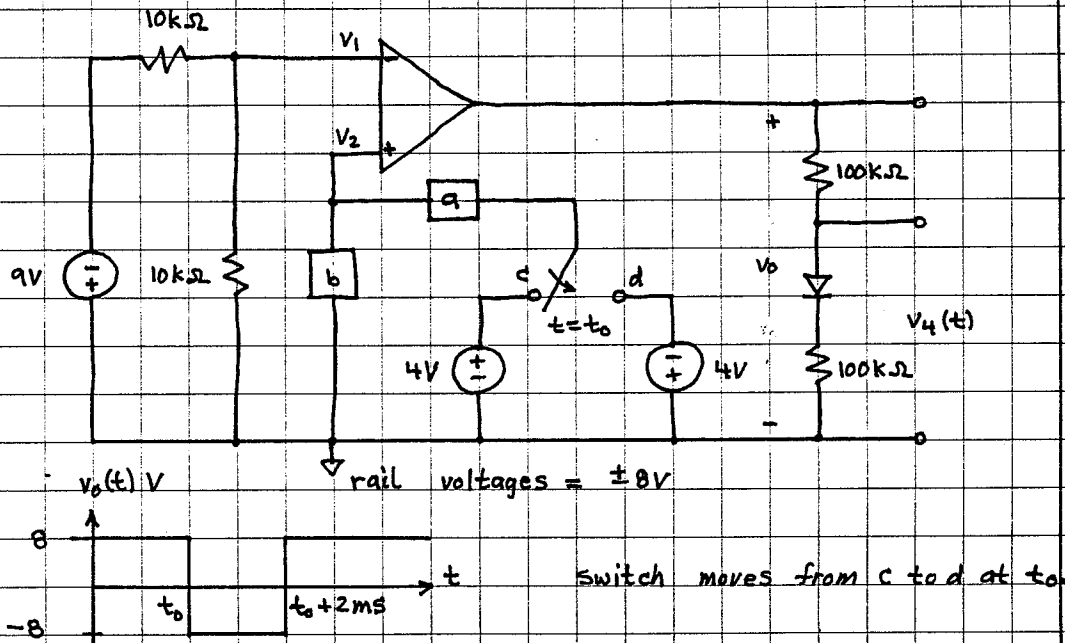 10kΩ
v₁
−
v₂
+
a
100kΩ
9V
−
+
10kΩ
b
c
d
t=t₀
v₀
+
−
v₄(t)
4V
+
−
−
+
4V
100kΩ
rail voltages = ±8V
v₀(t) V
8
t
t₀
t₀+2ms
-8
switch moves from c to d at t₀.